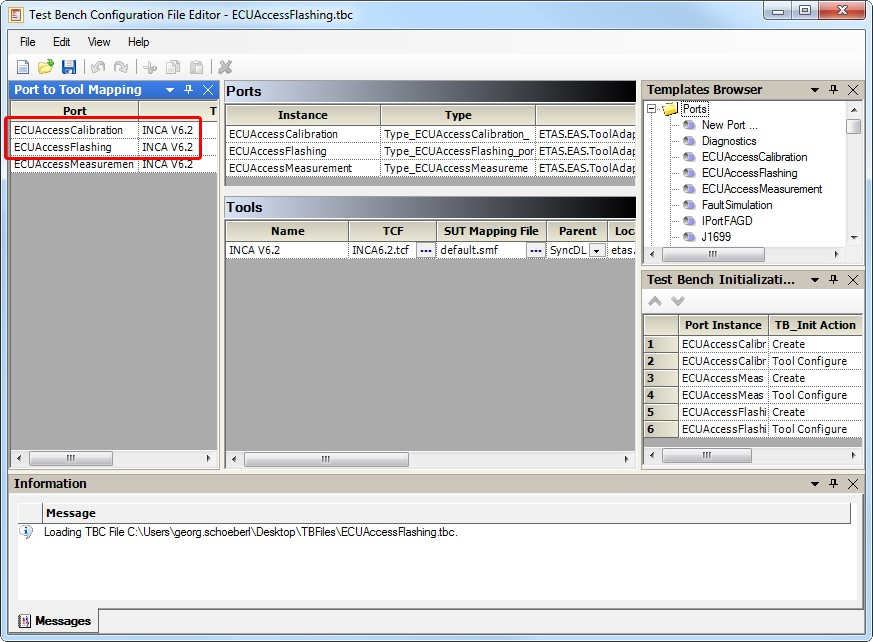 Test Bench Configuration File Editor - ECUAccessFlashing.tbc
File Edit View Help
Port to Tool Mapping
Port T
ECUAccessCalibration INCA V6.2
ECUAccessFlashing INCA V6.2
ECUAccessMeasuremen INCA V6.2
Ports
Instance Type
ECUAccessCalibration Type_ECUAccessCalibration_ ETAS.EAS.ToolAdap
ECUAccessFlashing Type_ECUAccessFlashing_por ETAS.EAS.ToolAdap
ECUAccessMeasurement Type_ECUAccessMeasureme ETAS.EAS.ToolAdap
Tools
Name TCF SUT Mapping File Parent Loca
INCA V6.2 INCA6.2.tcf ... default.smf ... SyncDL etas.
Templates Browser
Ports
New Port ...
Diagnostics
ECUAccessCalibration
ECUAccessFlashing
ECUAccessMeasurement
FaultSimulation
IPortFAGD
J1699
Test Bench Initializati...
Port Instance TB_Init Action
1 ECUAccessCalibr Create
2 ECUAccessCalibr Tool Configure
3 ECUAccessMeas Create
4 ECUAccessMeas Tool Configure
5 ECUAccessFlashi Create
6 ECUAccessFlashi Tool Configure
Information
Message
Loading TBC File C:\Users\georg.schoeberl\Desktop\TBFiles\ECUAccessFlashing.tbc.
Messages